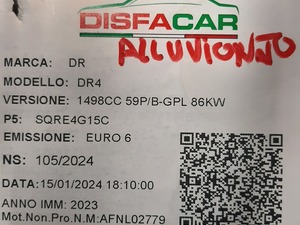 DISFACAR
ALLUVIONATO
MARCA: DR
MODELLO: DR4
VERSIONE: 1498CC 59P/B-GPL 86KW
P5: SQRE4G15C
EMISSIONE: EURO 6
NS: 105/2024
DATA:15/01/2024 18:10:00
ANNO IMM: 2023
Mot.Non.Pro.N.M:AFNL02779